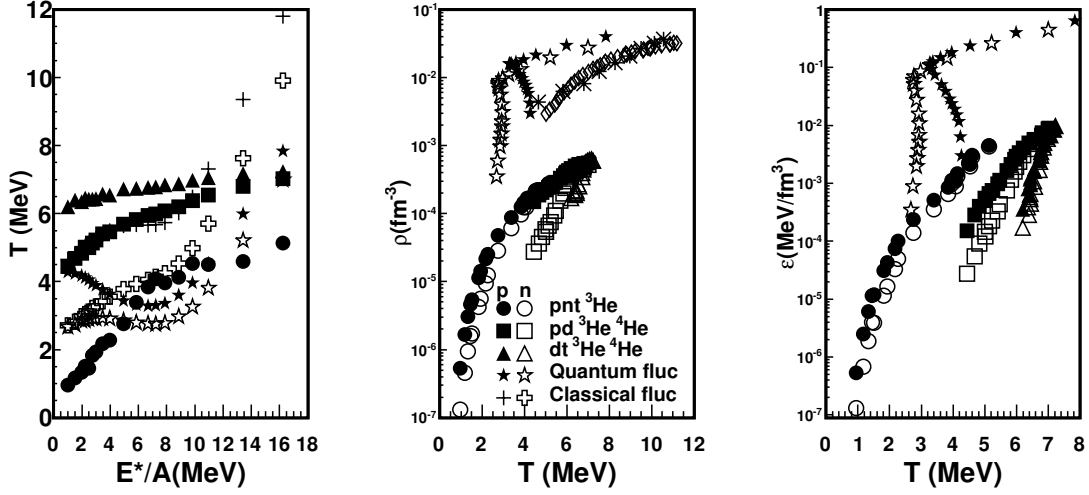 12
10
8
6
4
2
0
T (MeV)
0 2 4 6 8 10 12 14 16 18
E*/A(MeV)
1
10⁻¹
10⁻²
10⁻³
10⁻⁴
10⁻⁵
10⁻⁶
10⁻⁷
ρ(fm⁻³)
p n
pnt ³He
pd ³He ⁴He
dt ³He ⁴He
Quantum fluc
Classical fluc
0 2 4 6 8 10 12
T (MeV)
1
10⁻¹
10⁻²
10⁻³
10⁻⁴
10⁻⁵
10⁻⁶
10⁻⁷
ε(MeV/fm³)
0 1 2 3 4 5 6 7 8
T (MeV)